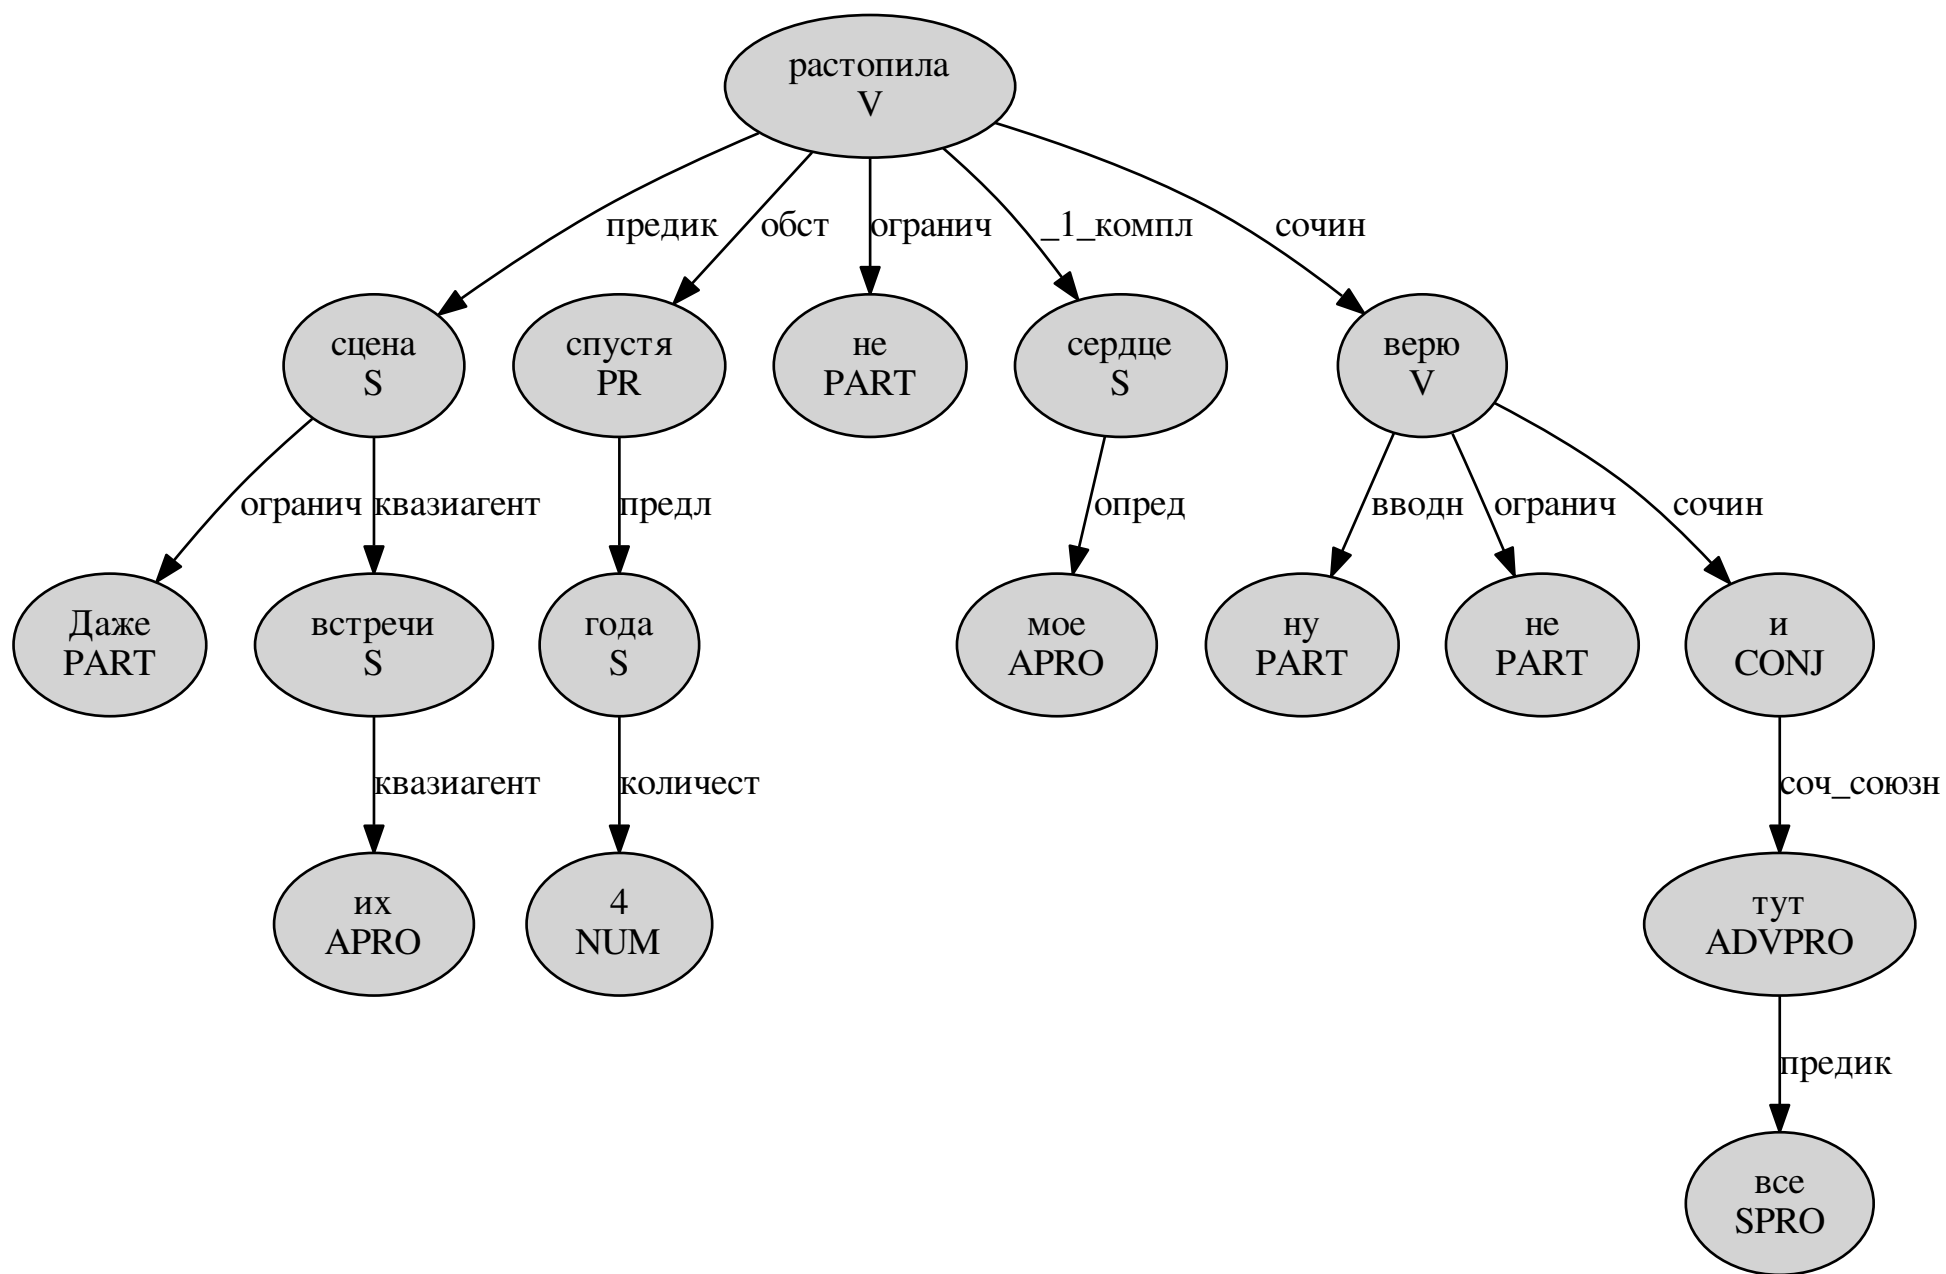 растопила
V
предик
обст
огранич
_1_компл
сочин
сцена
S
спустя
PR
не
PART
сердце
S
верю
V
огранич
квазиагент
предл
опред
вводн
огранич
сочин
Даже
PART
встречи
S
года
S
мое
APRO
ну
PART
не
PART
и
CONJ
квазиагент
количест
соч_союзн
их
APRO
4
NUM
тут
ADVPRO
предик
все
SPRO